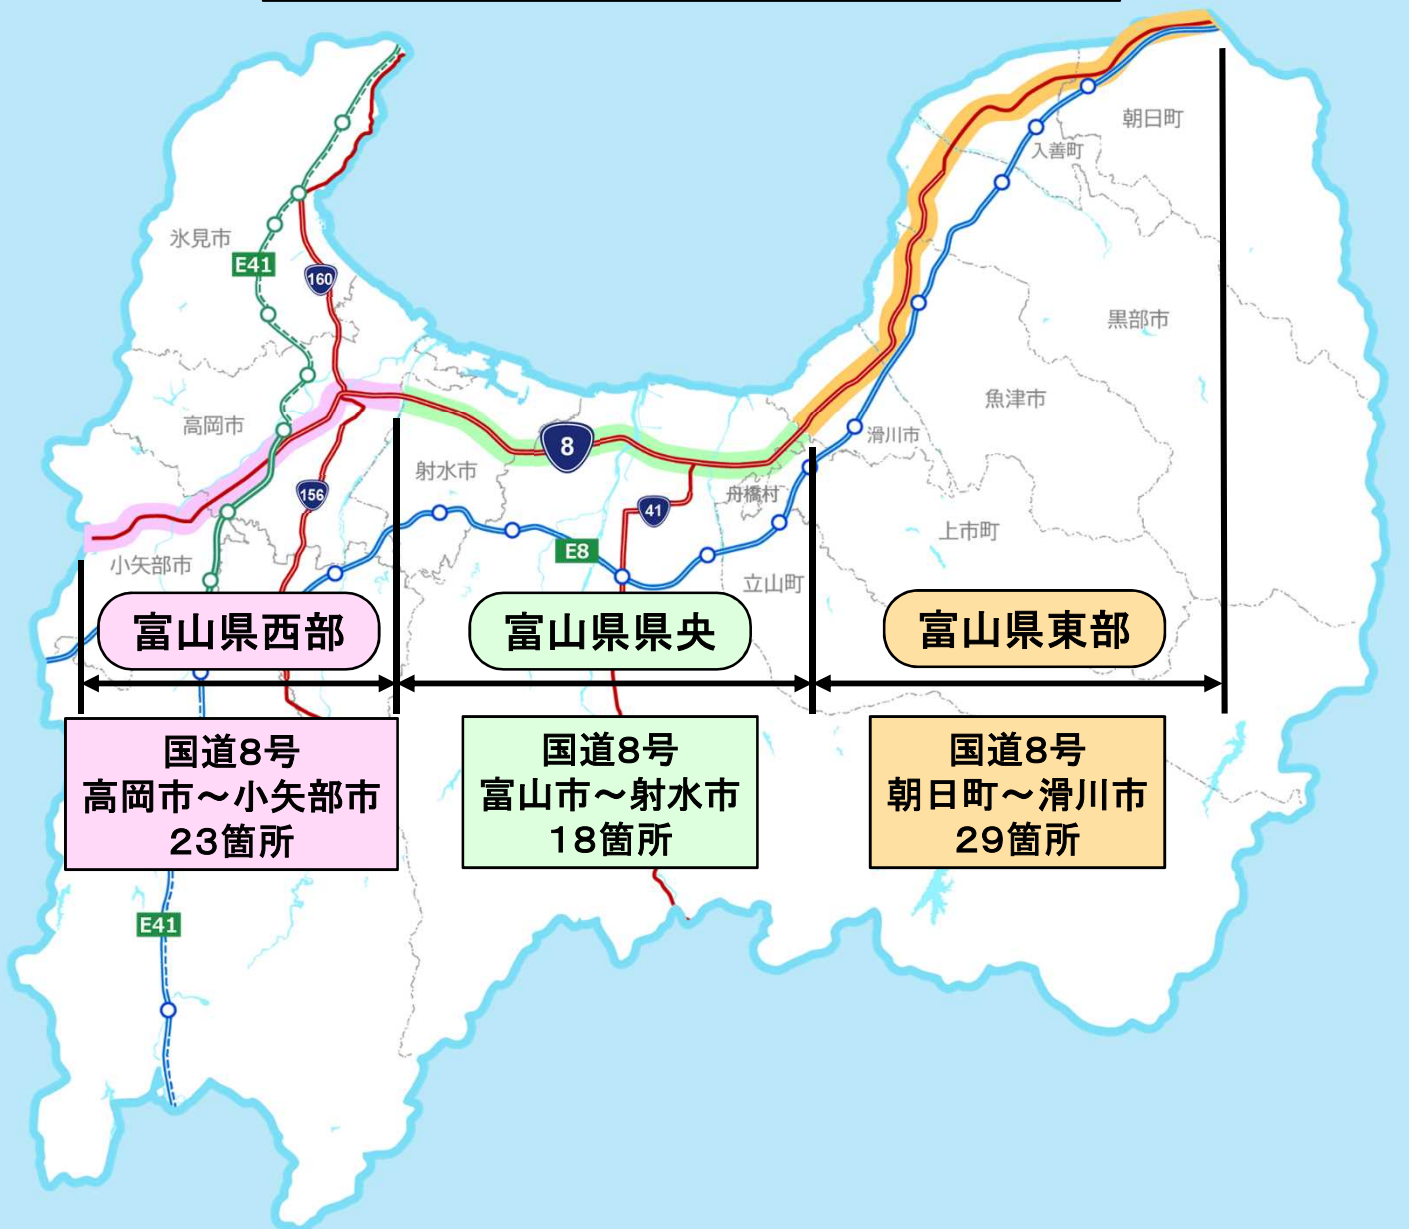 朝日町
入善町
氷見市
E41
160
黒部市
魚津市
高岡市
滑川市
8
射水市
156
舟橋村
41
上市町
E8
小矢部市
立山町
富山県西部
富山県県央
富山県東部
国道8号
高岡市～小矢部市
23箇所
国道8号
富山市～射水市
18箇所
国道8号
朝日町～滑川市
29箇所
E41